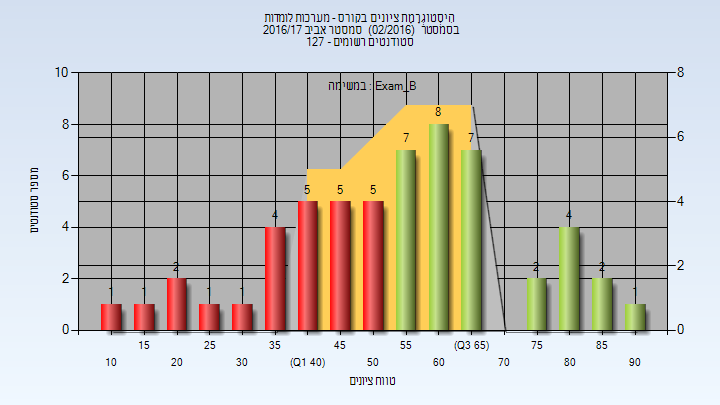 היסטוגרמת ציונים בקורס - מערכות לומדות
בסמסטר (02/2016) סמסטר אביב 2016/17
סטודנטים רשומים - 127
במשימה : Exam_B
10 8 6 4 2 0
8 6 4 2 0
מספר סטודנטים
1 1 2 1 1 4 5 5 5 7 8 7 2 4 2 1
15 25 35 45 55 (Q3 65) 75 85
10 20 30 (Q1 40) 50 60 70 80 90
טווח ציונים